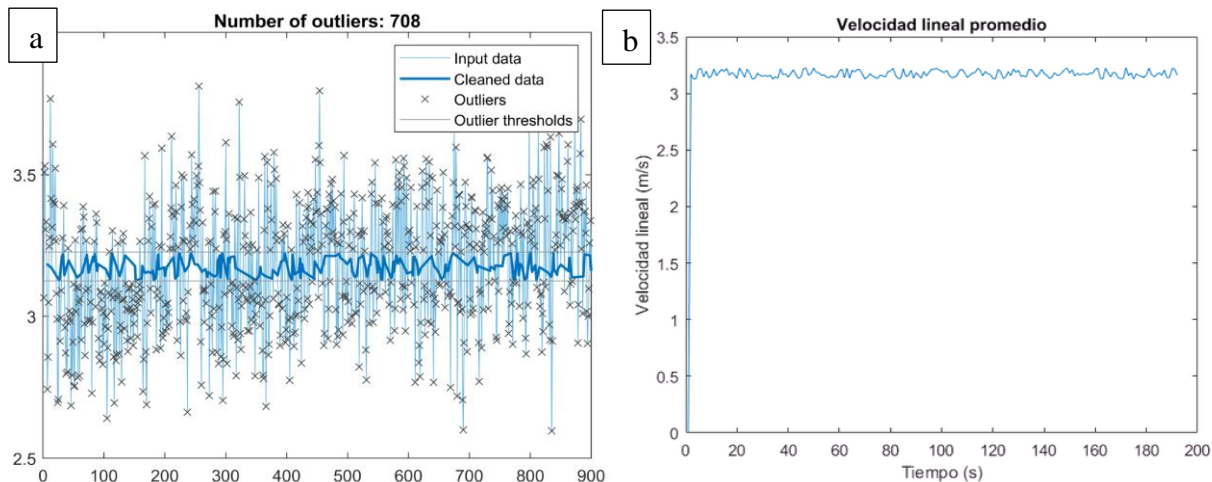 a
Number of outliers: 708
Input data
Cleaned data
Outliers
Outlier thresholds
3.5
3
2.5
0 100 200 300 400 500 600 700 800 900
b
Velocidad lineal promedio
Velocidad lineal (m/s)
3.5
3
2.5
2
1.5
1
0.5
0
0 20 40 60 80 100 120 140 160 180 200
Tiempo (s)